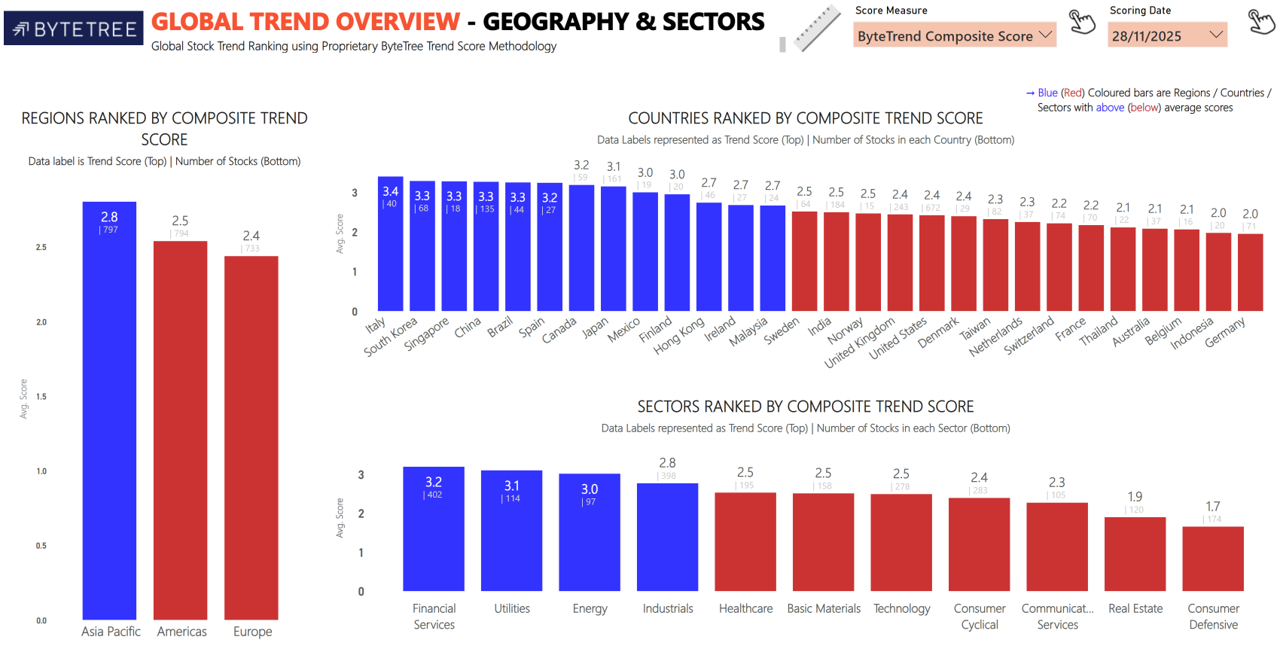 BYTETREE
GLOBAL TREND OVERVIEW - GEOGRAPHY & SECTORS
Global Stock Trend Ranking using Proprietary ByteTree Trend Score Methodology
Score Measure
ByteTrend Composite Score
Scoring Date
28/11/2025
→ Blue (Red) Coloured bars are Regions / Countries /
Sectors with above (below) average scores
REGIONS RANKED BY COMPOSITE TREND
SCORE
Data label is Trend Score (Top) | Number of Stocks (Bottom)
Avg. Score
2.5
2.0
1.5
1.0
0.5
0.0
2.8
| 797
2.5
| 794
2.4
| 733
Asia Pacific
Americas
Europe
COUNTRIES RANKED BY COMPOSITE TREND SCORE
Data Labels represented as Trend Score (Top) | Number of Stocks in each Country (Bottom)
Avg. Score
3
2
1
0
3.4
| 40
3.3
| 68
3.3
| 18
3.3
| 135
3.3
| 44
3.2
| 27
3.2
| 59
3.1
| 161
3.0
| 19
3.0
| 20
2.7
| 46
2.7
| 27
2.7
| 24
2.5
| 64
2.5
| 184
2.5
| 15
2.4
| 243
2.4
| 672
2.4
| 29
2.3
| 82
2.3
| 37
2.2
| 74
2.2
| 70
2.1
| 22
2.1
| 37
2.1
| 16
2.0
| 20
2.0
| 71
Italy
South Korea
Singapore
China
Brazil
Spain
Canada
Japan
Mexico
Finland
Hong Kong
Ireland
Malaysia
Sweden
India
Norway
United Kingdom
United States
Denmark
Taiwan
Netherlands
Switzerland
France
Thailand
Australia
Belgium
Indonesia
Germany
SECTORS RANKED BY COMPOSITE TREND SCORE
Data Labels represented as Trend Score (Top) | Number of Stocks in each Sector (Bottom)
Avg. Score
3
2
1
0
3.2
| 402
3.1
| 114
3.0
| 97
2.8
| 398
2.5
| 195
2.5
| 158
2.5
| 278
2.4
| 283
2.3
| 105
1.9
| 120
1.7
| 174
Financial
Services
Utilities
Energy
Industrials
Healthcare
Basic Materials
Technology
Consumer
Cyclical
Communicat...
Services
Real Estate
Consumer
Defensive